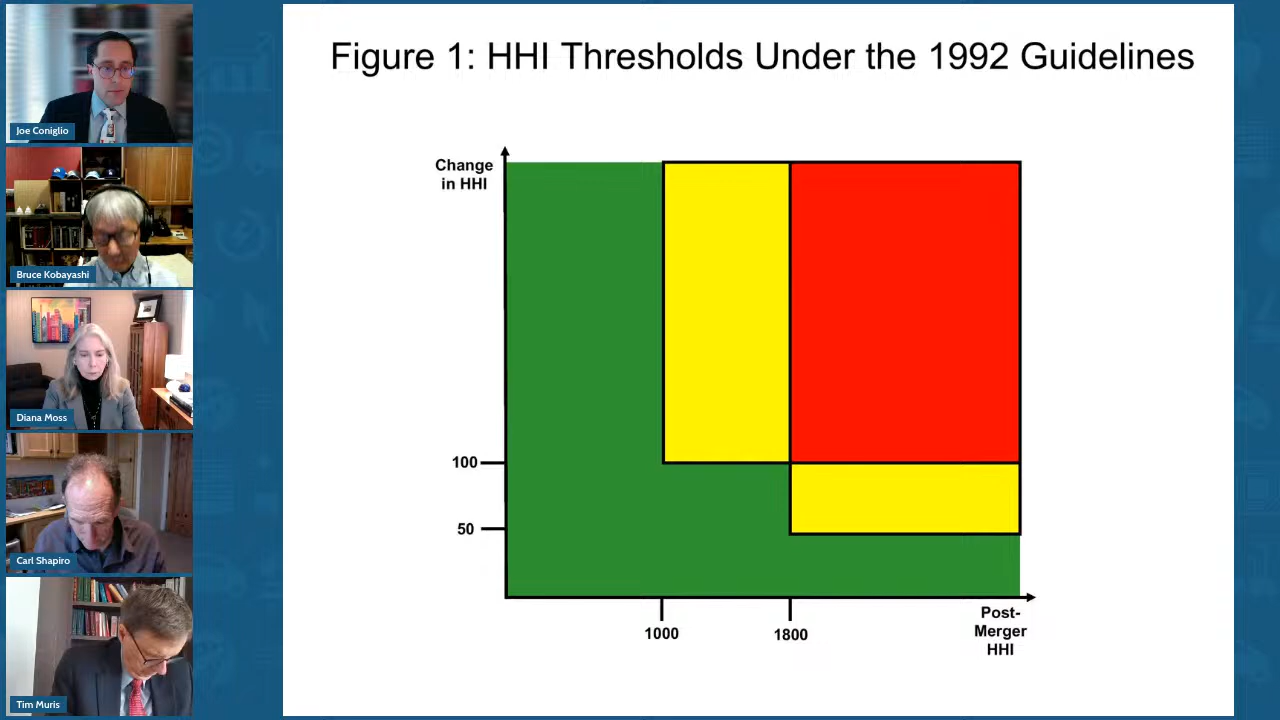 Joe Coniglio
Bruce Kobayashi
Diana Moss
Carl Shapiro
Tim Muris
Figure 1: HHI Thresholds Under the 1992 Guidelines
Change
in HHI
100
50
1000
1800
Post-
Merger
HHI